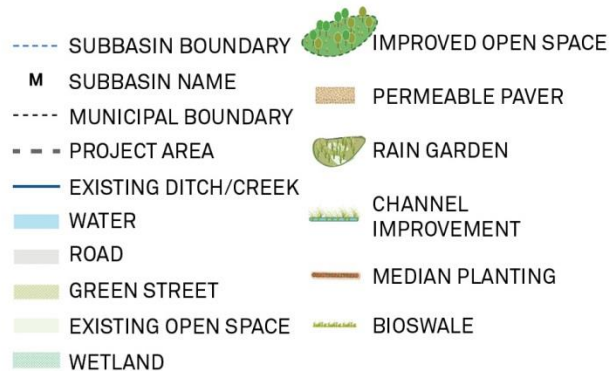 SUBBASIN BOUNDARY
M SUBBASIN NAME
MUNICIPAL BOUNDARY
PROJECT AREA
EXISTING DITCH/CREEK
WATER
ROAD
GREEN STREET
EXISTING OPEN SPACE
WETLAND
IMPROVED OPEN SPACE
PERMEABLE PAVER
RAIN GARDEN
CHANNEL
IMPROVEMENT
MEDIAN PLANTING
BIOSWALE